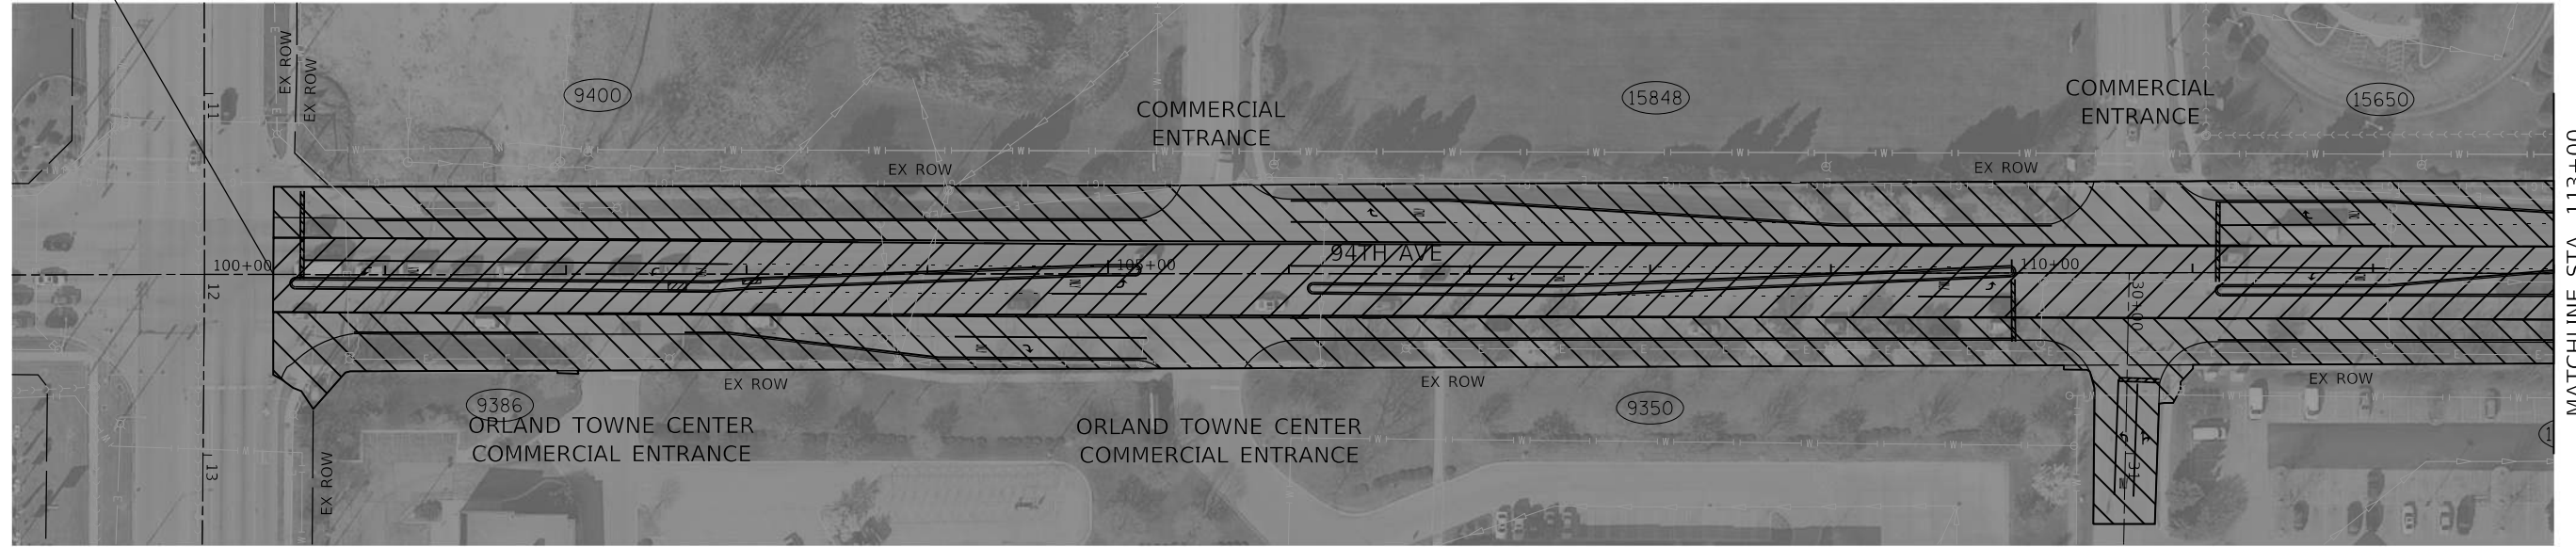 EX ROW
EX ROW
11
9400
COMMERCIAL
ENTRANCE
15848
COMMERCIAL
ENTRANCE
15650
EX ROW
EX ROW
100+00
105+00
94TH AVE
110+00
12
30+00
MATCHLINE STA 113+00
EX ROW
EX ROW
EX ROW
9386
ORLAND TOWNE CENTER
COMMERCIAL ENTRANCE
ORLAND TOWNE CENTER
COMMERCIAL ENTRANCE
9350
13
EX ROW
31